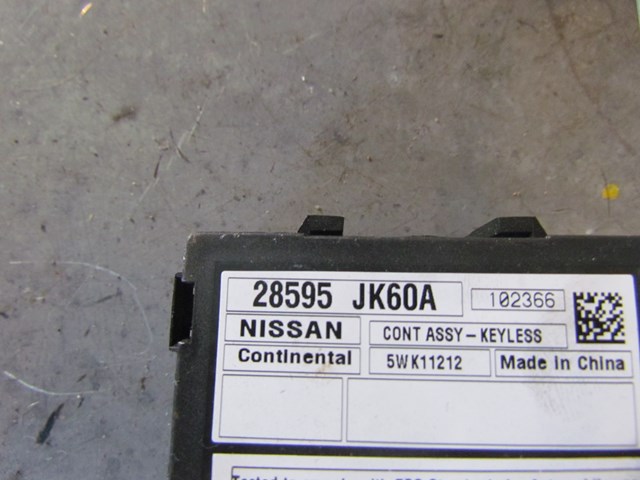 28595 JK60A 102366
NISSAN CONT ASSY-KEYLESS
Continental 5WK11212 Made in China